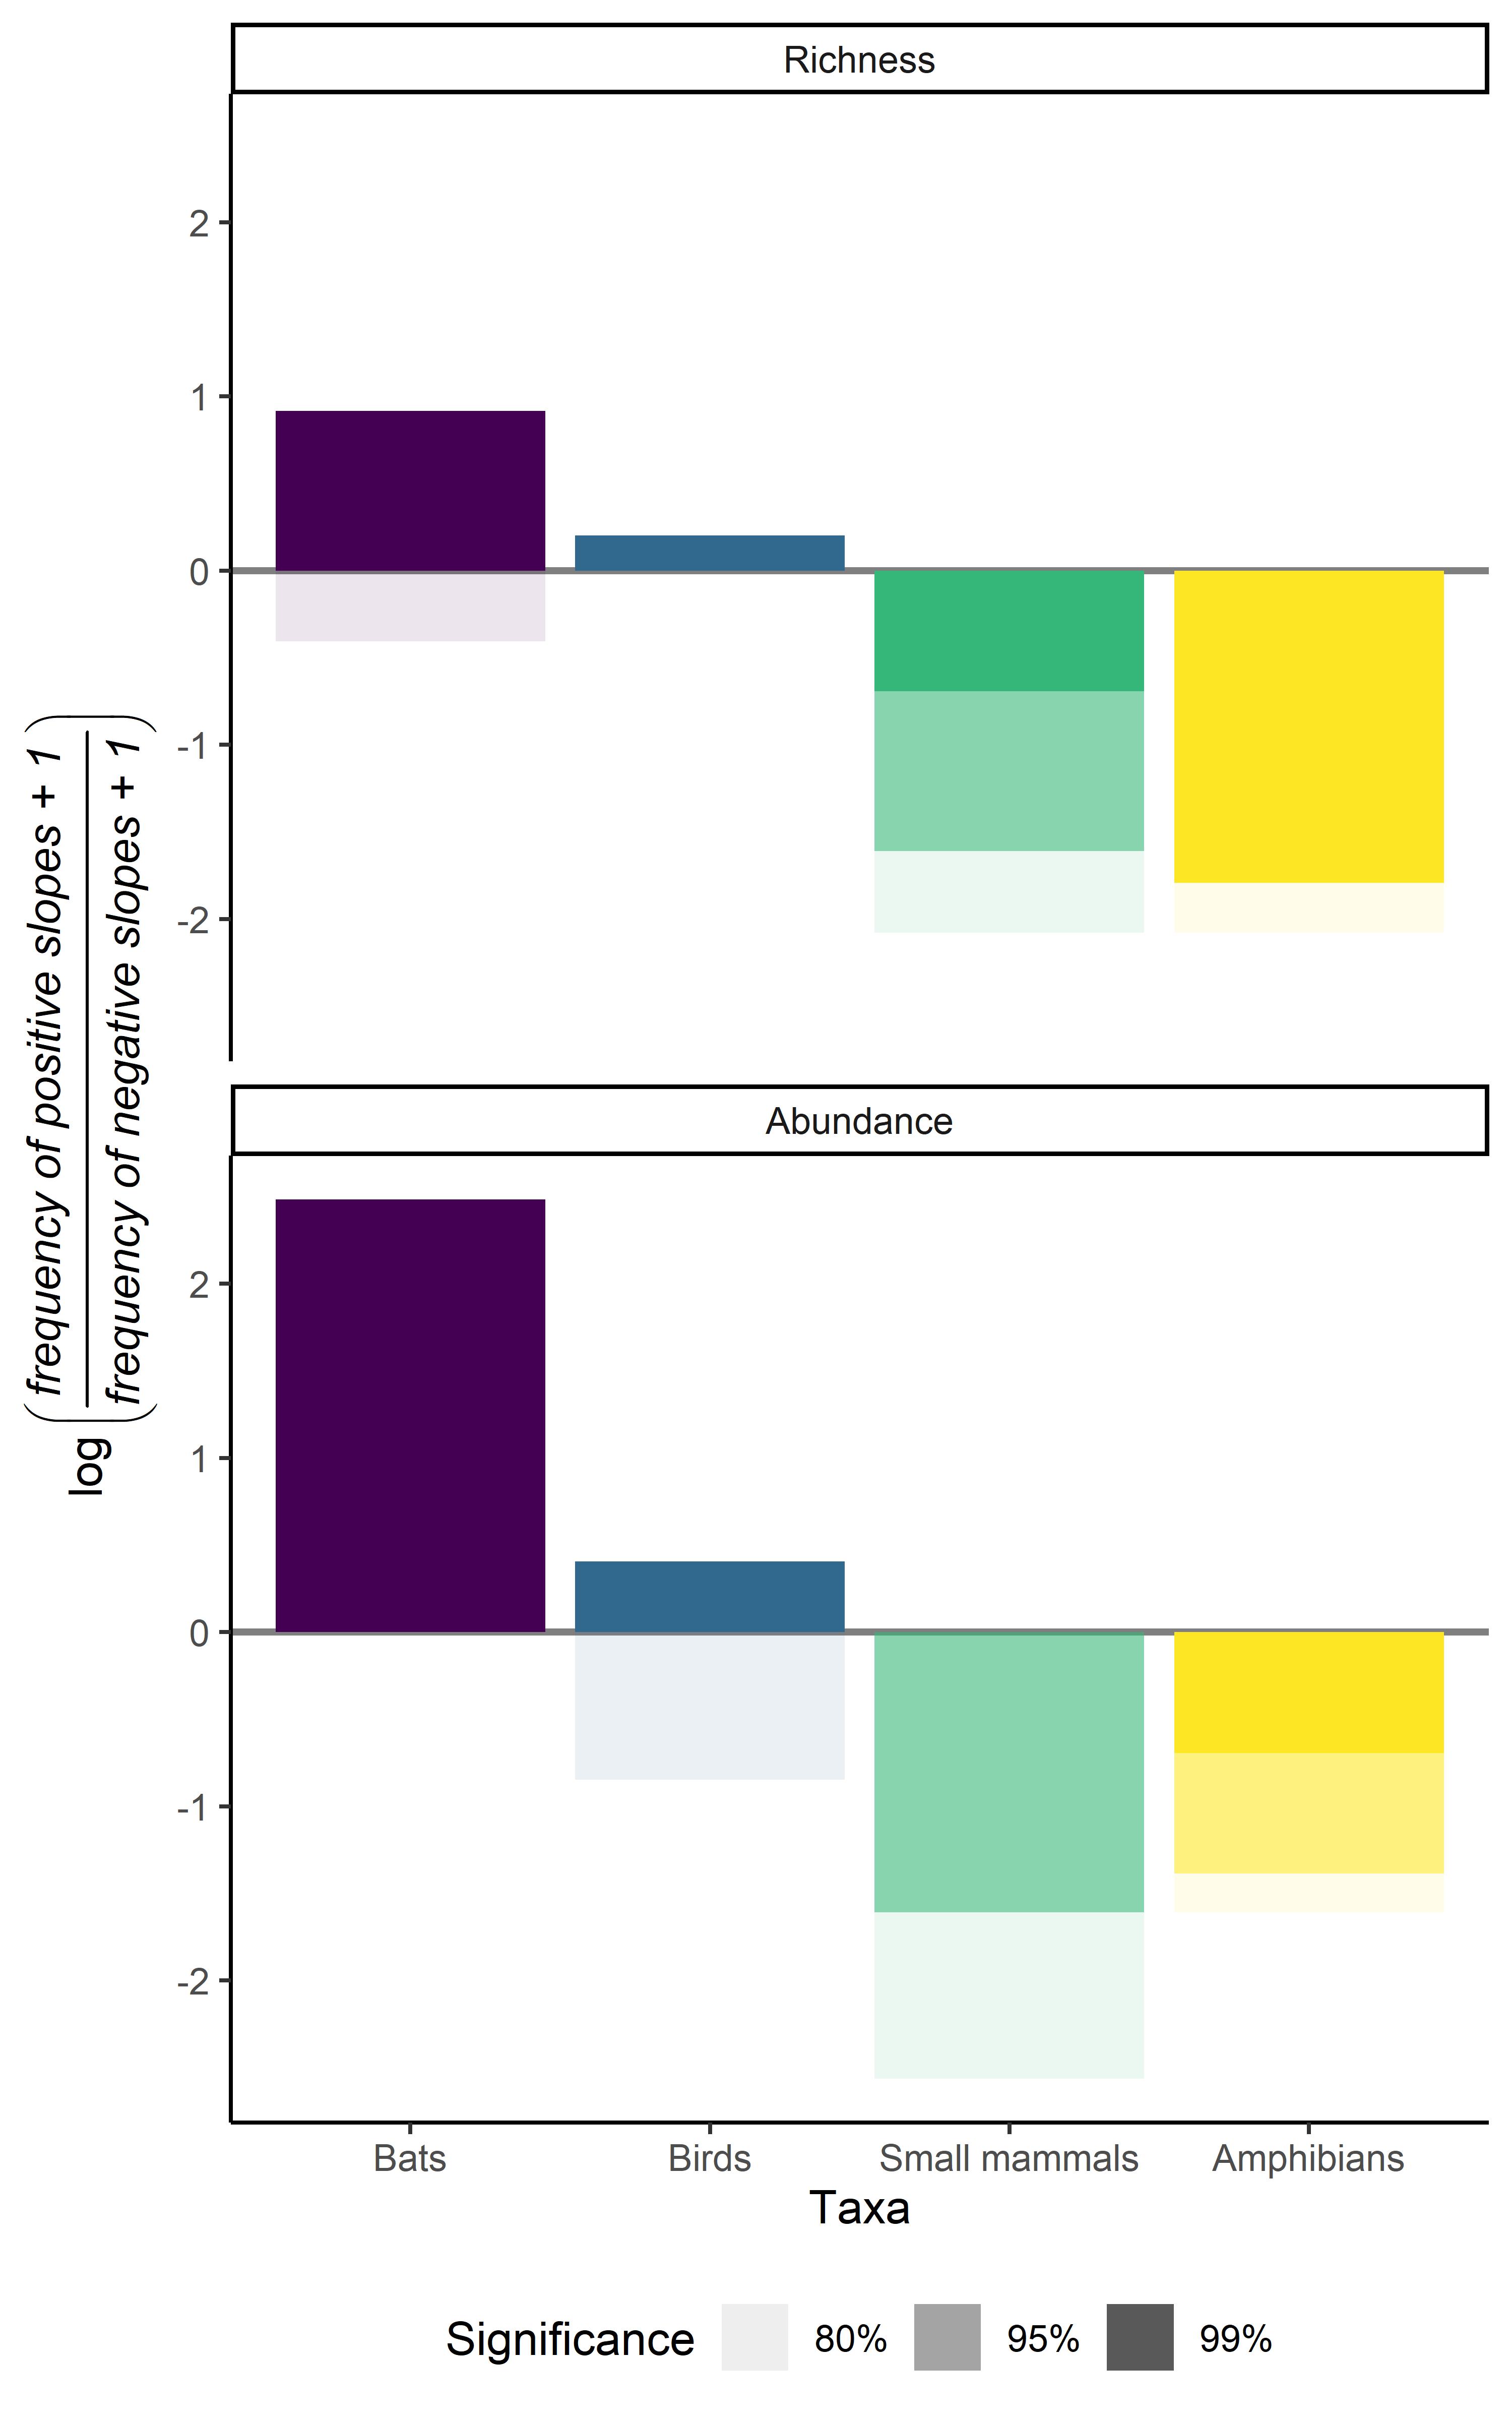 Richness
2
1
0
-1
-2
log
frequency of positive slopes + 1
frequency of negative slopes + 1
Abundance
2
1
0
-1
-2
Bats Birds Small mammals Amphibians
Taxa
Significance 80% 95% 99%